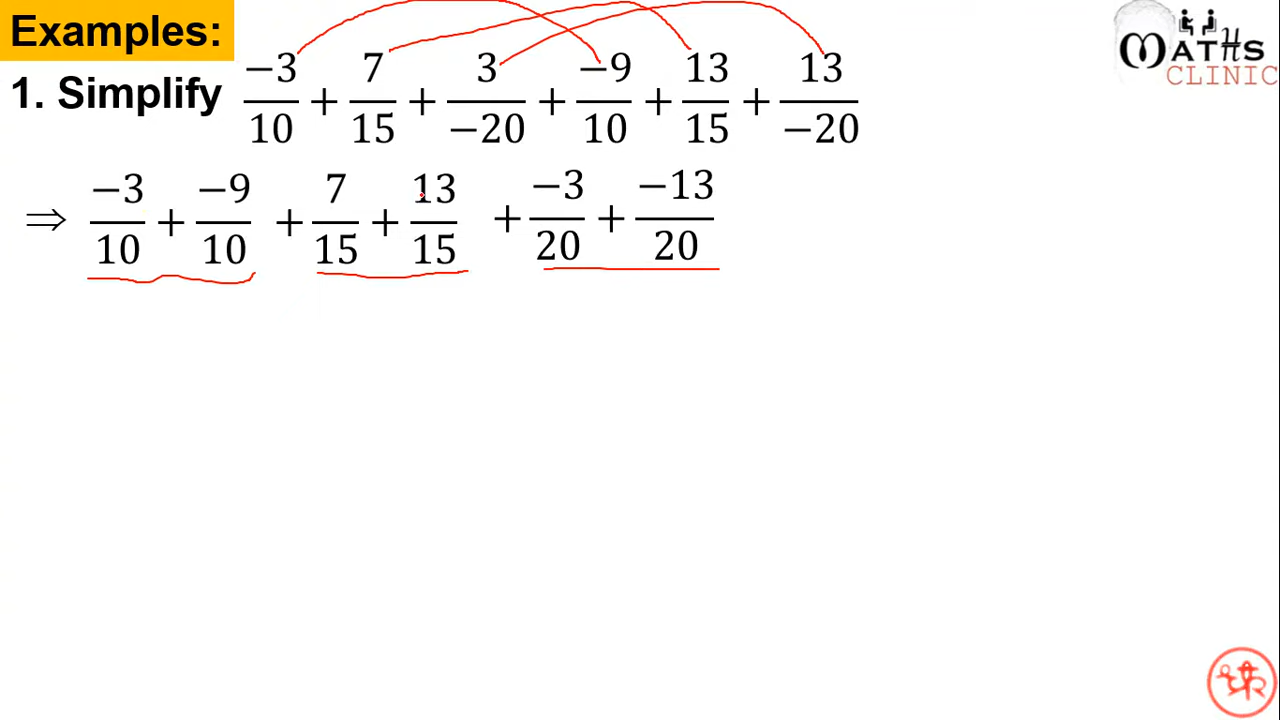 Examples:
1. Simplify −3/10 + 7/15 + 3/−20 + −9/10 + 13/15 + 13/−20
⇒ −3/10 + −9/10 + 7/15 + 13/15 + −3/20 + −13/20
MATHS
CLINIC